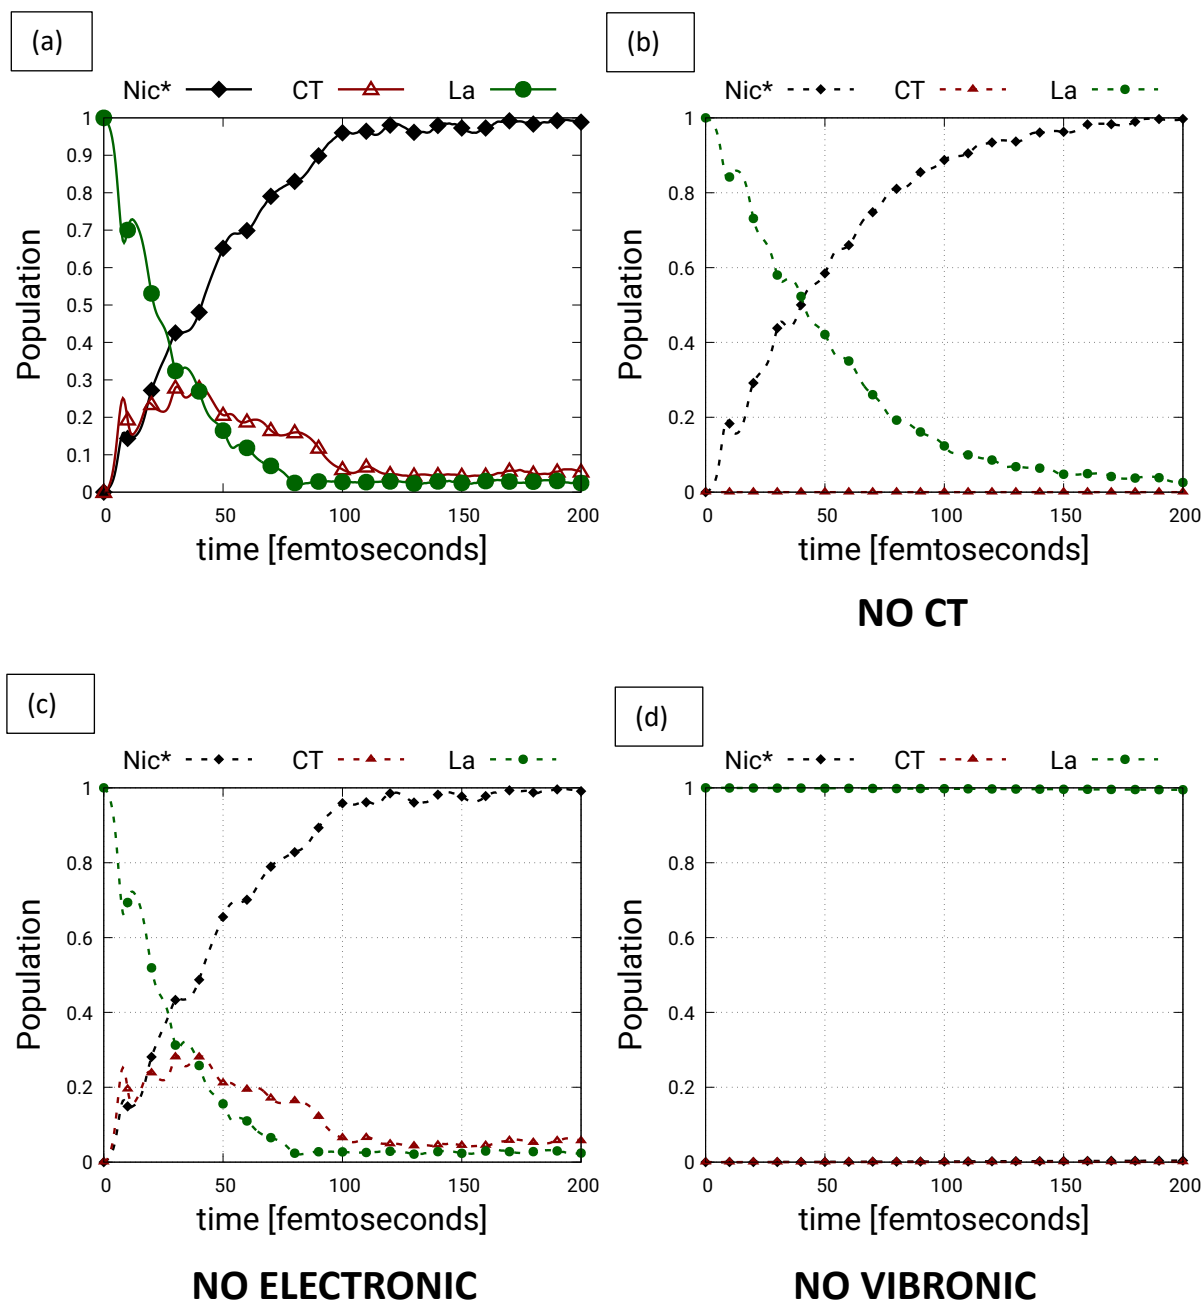 (a)
Nic* CT La
1
0.9
0.8
0.7
0.6
0.5
0.4
0.3
0.2
0.1
0
Population
0 50 100 150 200
time [femtoseconds]
(b)
Nic* CT La
1
0.8
0.6
0.4
0.2
0
Population
0 50 100 150 200
time [femtoseconds]
NO CT
(c)
Nic* CT La
1
0.8
0.6
0.4
0.2
0
Population
0 50 100 150 200
time [femtoseconds]
NO ELECTRONIC
(d)
Nic* CT La
1
0.8
0.6
0.4
0.2
0
Population
0 50 100 150 200
time [femtoseconds]
NO VIBRONIC